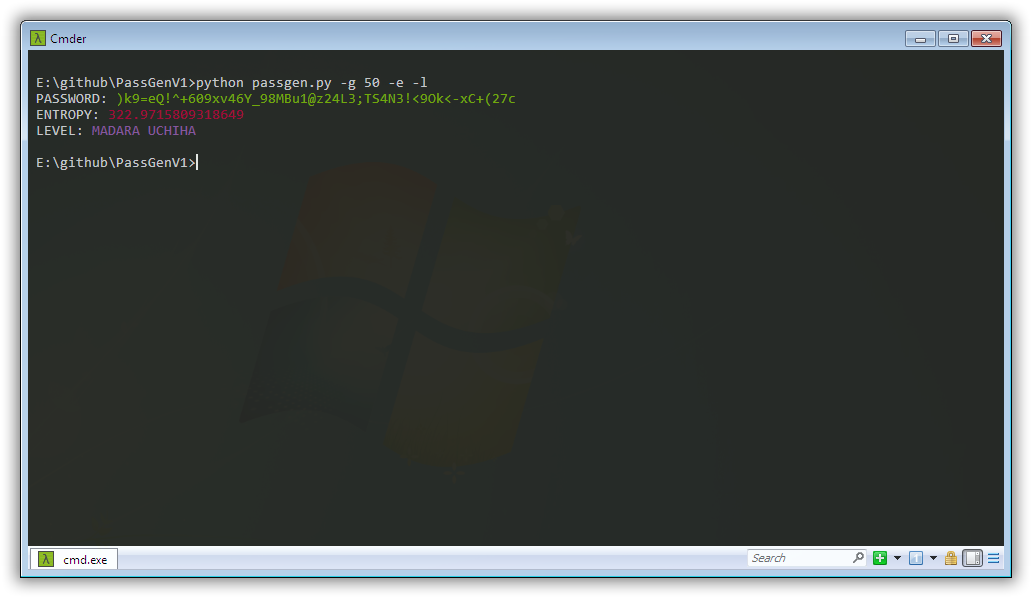 Cmder
E:\github\PassGenV1>python passgen.py -g 50 -e -l
PASSWORD: )k9=eQ!^+609xv46Y_98MBu1@z24L3;TS4N3!<9Ok<-xC+(27c
ENTROPY: 322.9715809318649
LEVEL: MADARA UCHIHA
E:\github\PassGenV1>
λ cmd.exe
Search